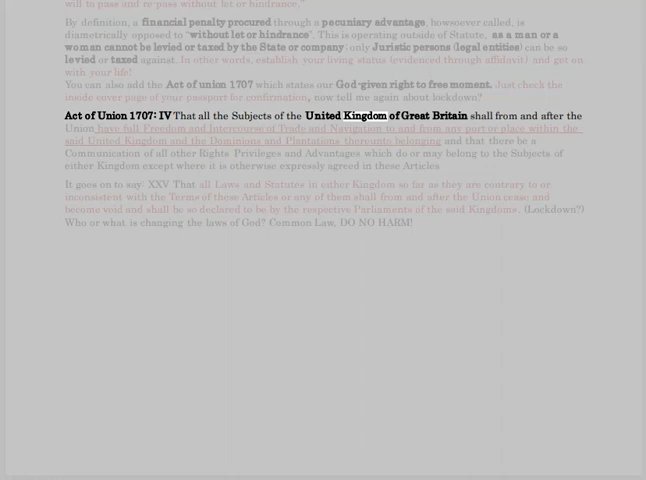 will to pass and re-pass without let or hindrance,"
By definition, a financial penalty procured through a pecuniary advantage, howsoever called, is
diametrically opposed to "without let or hindrance". This is operating outside of Statute, as a man or a
woman cannot be levied or taxed by the State or company; only Juristic persons (legal entities) can be so
levied or taxed against. In other words, establish your living status (evidenced through affidavit) and get on
with your life!
You can also add the Act of union 1707 which states our God-given right to free moment. Just check the
inside cover page of your passport for confirmation, now tell me again about lockdown?
Act of Union 1707: IV That all the Subjects of the United Kingdom of Great Britain shall from and after the
Union have full Freedom and Intercourse of Trade and Navigation to and from any port or place within the
said United Kingdom and the Dominions and Plantations thereunto belonging and that there be a
Communication of all other Rights Privileges and Advantages which do or may belong to the Subjects of
either Kingdom except where it is otherwise expressly agreed in these Articles
It goes on to say: XXV That all Laws and Statutes in either Kingdom so far as they are contrary to or
inconsistent with the Terms of these Articles or any of them shall from and after the Union cease and
become void and shall be so declared to be by the respective Parliaments of the said Kingdoms. (Lockdown?)
Who or what is changing the laws of God? Common Law, DO NO HARM!